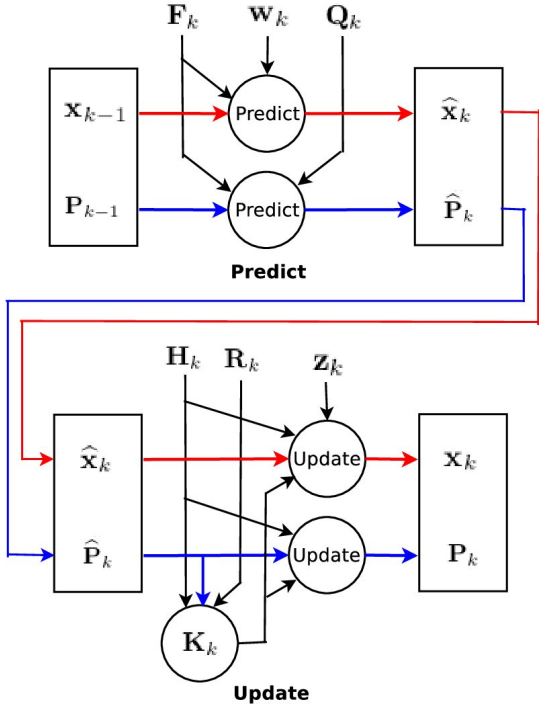 F_k w_k Q_k
x_{k−1} Predict x̂_k
P_{k−1} Predict P̂_k
Predict
H_k R_k z_k
x̂_k Update x_k
P̂_k Update P_k
K_k
Update